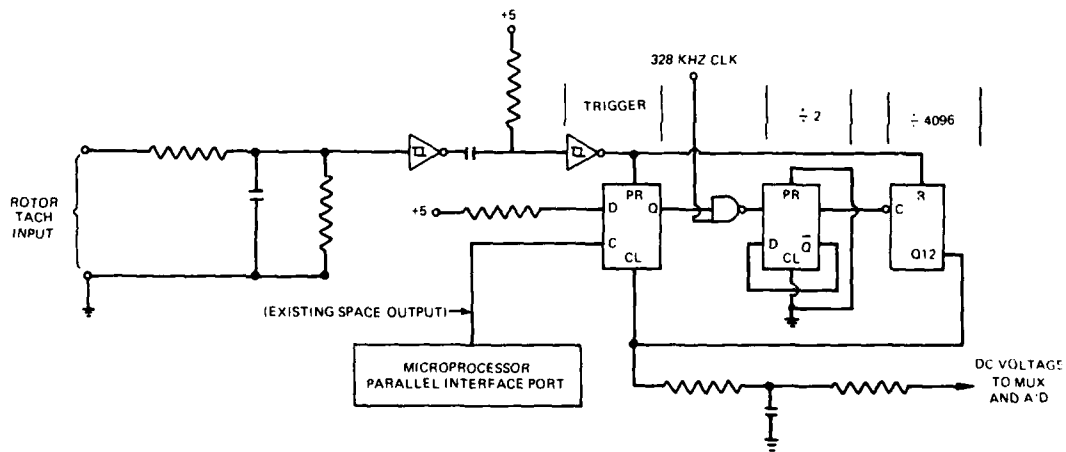 +5
328 KHZ CLK
TRIGGER
÷ 2
÷ 4096
ROTOR
TACH
INPUT
+5
PR
D
Q
C
CL
PR
D
Q̅
CL
R
C
Q12
(EXISTING SPACE OUTPUT)
MICROPROCESSOR
PARALLEL INTERFACE PORT
DC VOLTAGE
TO MUX
AND A/D